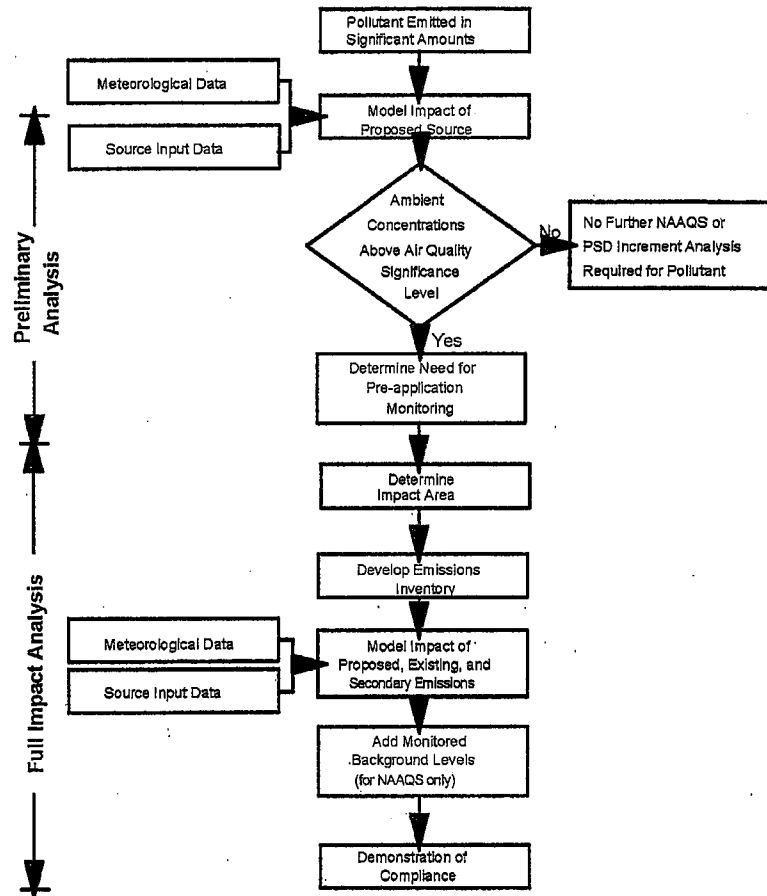 Pollutant Emitted in
Significant Amounts
Meteorological Data
Source Input Data
Model Impact of
Proposed Source
Ambient
Concentrations
Above Air Quality
Significance
Level
No
No Further NAAQS or
PSD Increment Analysis
Required for Pollutant
Yes
Determine Need for
Pre-application
Monitoring
Preliminary
Analysis
Determine
Impact Area
Develop Emissions
Inventory
Meteorological Data
Source Input Data
Model Impact of
Proposed, Existing, and
Secondary Emissions
Add Monitored
Background Levels
(for NAAQS only)
Demonstration of
Compliance
Full Impact Analysis